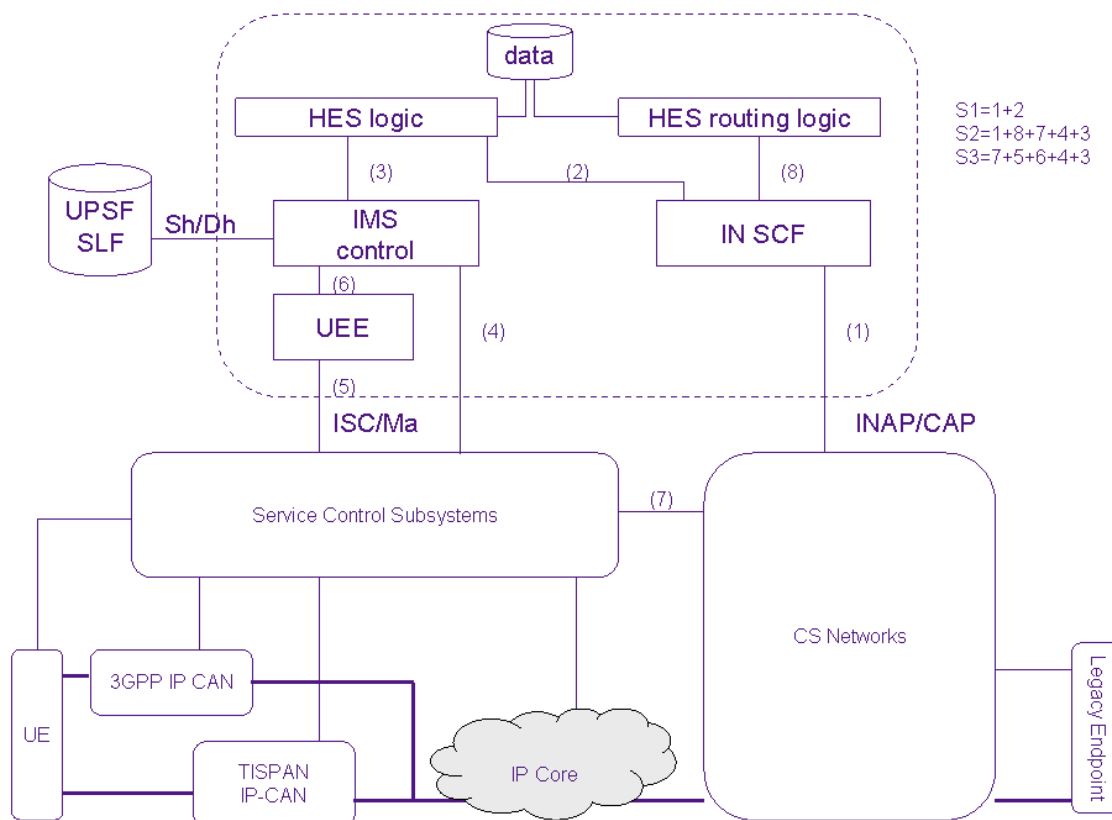 data
HES logic
HES routing logic
S1=1+2
S2=1+8+7+4+3
S3=7+5+6+4+3
(3)
(2)
(8)
UPSF
SLF
Sh/Dh
IMS
control
IN SCF
(6)
UEE
(4)
(1)
(5)
ISC/Ma
INAP/CAP
Service Control Subsystems
(7)
CS Networks
3GPP IP CAN
UE
TISPAN
IP-CAN
IP Core
Legacy Endpoint